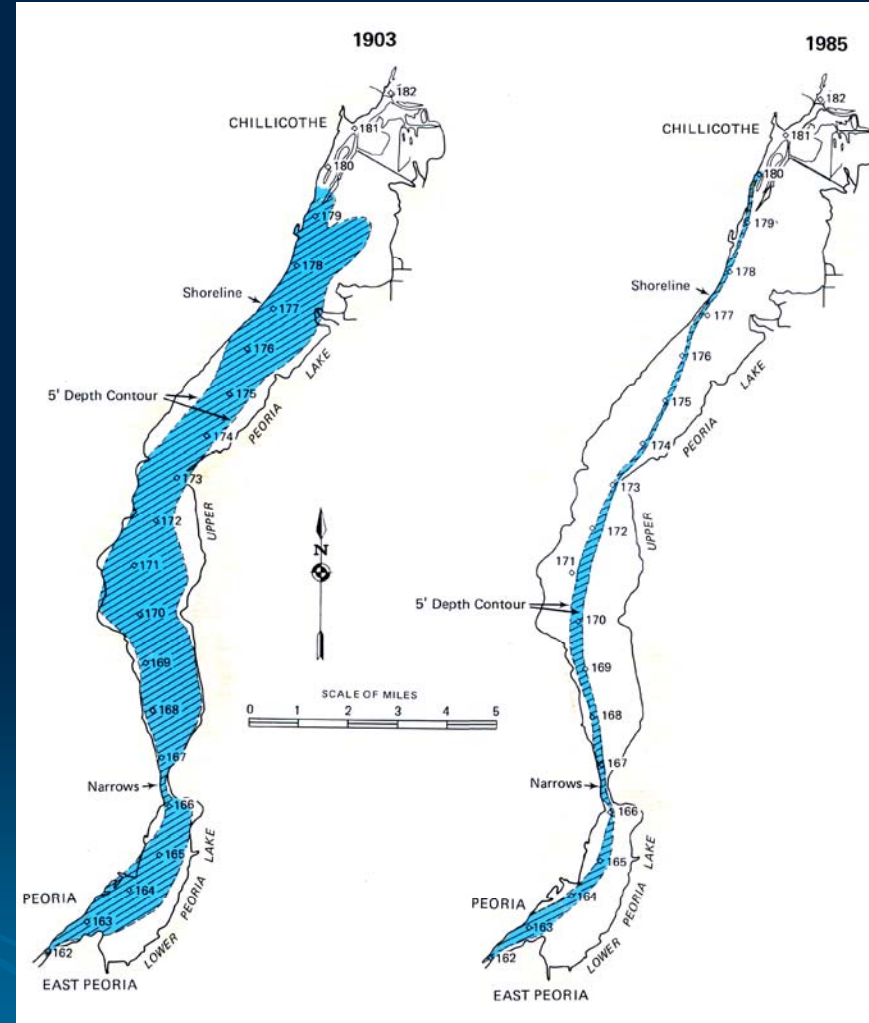 1903
182
CHILLICOTHE
181
180
179
178
Shoreline
177
176
5' Depth Contour
175
174
UPPER PEORIA LAKE
173
172
171
170
169
168
167
Narrows
166
165
164
PEORIA
163
162
LOWER PEORIA LAKE
EAST PEORIA
N
SCALE OF MILES
0 1 2 3 4 5
1985
182
CHILLICOTHE
181
180
179
178
Shoreline
177
176
175
174
UPPER PEORIA LAKE
173
172
171
5' Depth Contour
170
169
168
167
Narrows
166
165
164
PEORIA
163
162
LOWER PEORIA LAKE
EAST PEORIA